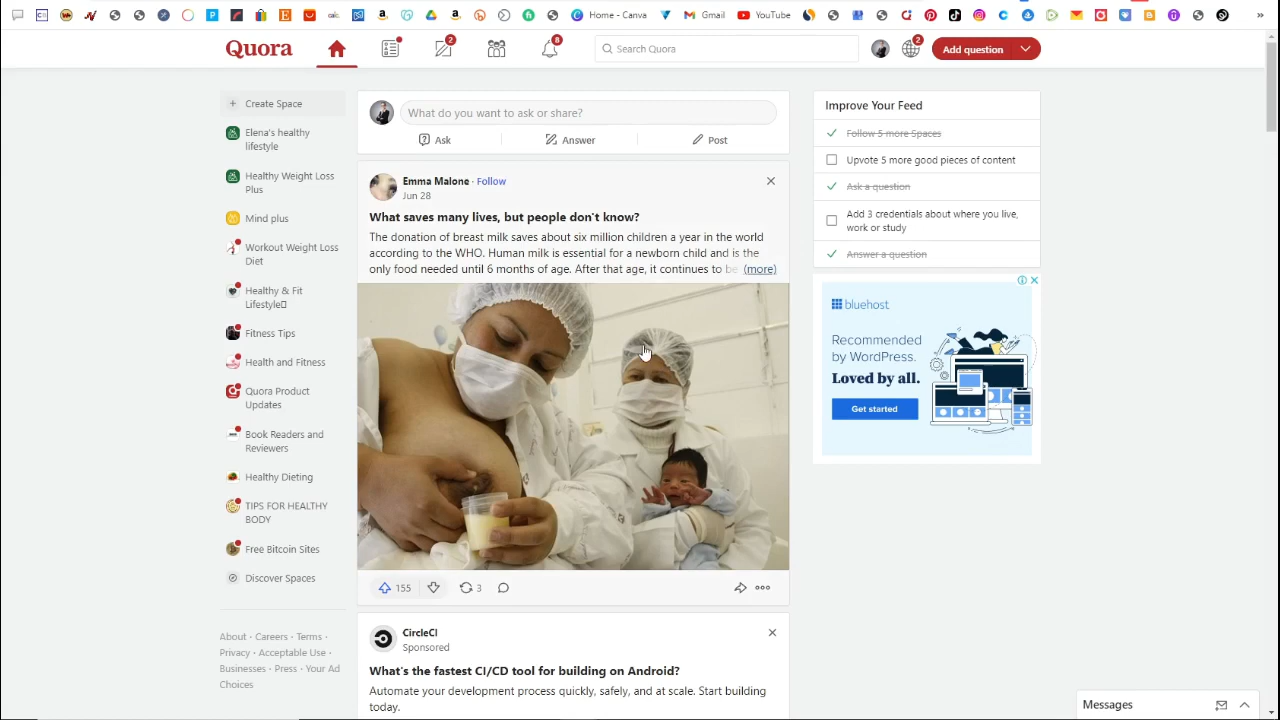 Home - Canva
Gmail
YouTube
»
Quora
2
8
Search Quora
2
Add question
Create Space
Elena's healthy
lifestyle
Healthy Weight Loss
Plus
Mind plus
Workout Weight Loss
Diet
Healthy & Fit
Lifestyle
Fitness Tips
Health and Fitness
Quora Product
Updates
Book Readers and
Reviewers
Healthy Dieting
TIPS FOR HEALTHY
BODY
Free Bitcoin Sites
Discover Spaces
About · Careers · Terms ·
Privacy · Acceptable Use ·
Businesses · Press · Your Ad
Choices
What do you want to ask or share?
Ask
Answer
Post
Emma Malone · Follow
Jun 28
What saves many lives, but people don't know?
The donation of breast milk saves about six million children a year in the world
according to the WHO. Human milk is essential for a newborn child and is the
only food needed until 6 months of age. After that age, it continues to be (more)
155
3
CircleCI
Sponsored
What's the fastest CI/CD tool for building on Android?
Automate your development process quickly, safely, and at scale. Start building
today.
Improve Your Feed
Follow 5 more Spaces
Upvote 5 more good pieces of content
Ask a question
Add 3 credentials about where you live,
work or study
Answer a question
bluehost
Recommended
by WordPress.
Loved by all.
Get started
Messages